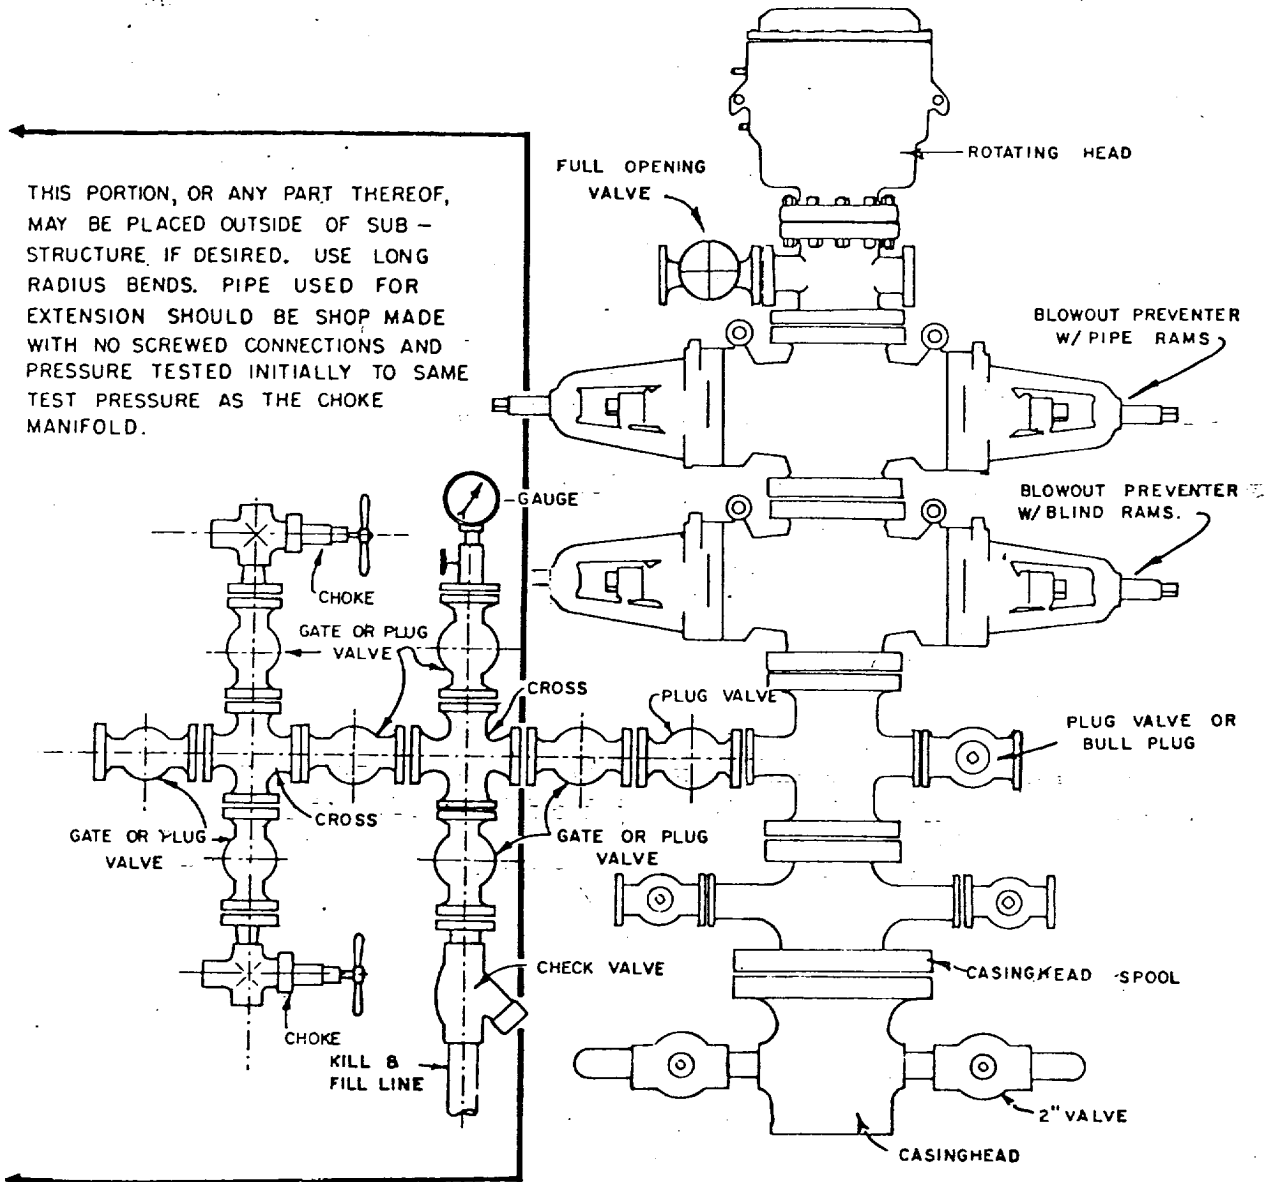 ROTATING HEAD
FULL OPENING
VALVE
THIS PORTION, OR ANY PART THEREOF,
MAY BE PLACED OUTSIDE OF SUB-
STRUCTURE IF DESIRED. USE LONG
RADIUS BENDS. PIPE USED FOR
EXTENSION SHOULD BE SHOP MADE
WITH NO SCREWED CONNECTIONS AND
PRESSURE TESTED INITIALLY TO SAME
TEST PRESSURE AS THE CHOKE
MANIFOLD.
BLOWOUT PREVENTER
W/ PIPE RAMS
GAUGE
BLOWOUT PREVENTER
W/ BLIND RAMS.
CHOKE
GATE OR PLUG
VALVE
CROSS
PLUG VALVE
PLUG VALVE OR
BULL PLUG
CROSS
GATE OR PLUG
VALVE
GATE OR PLUG
VALVE
CHECK VALVE
CASINGHEAD SPOOL
CHOKE
KILL &
FILL LINE
2" VALVE
CASINGHEAD